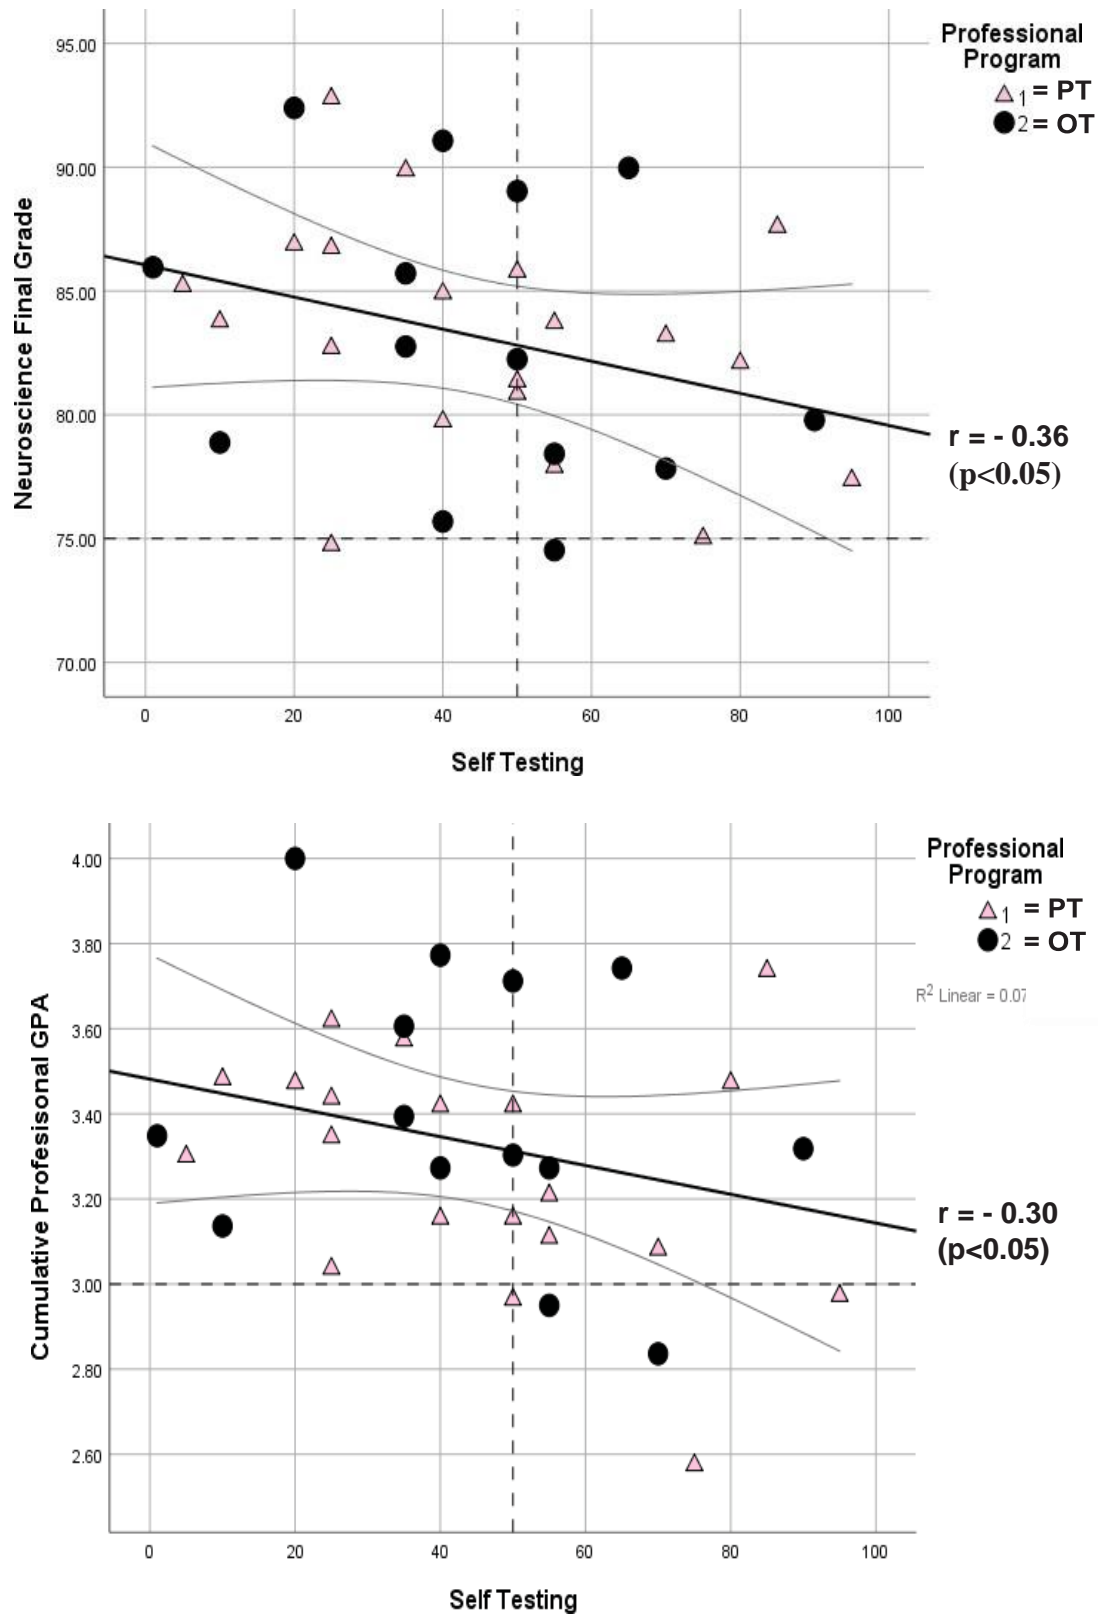 95.00
90.00
85.00
80.00
75.00
70.00
Neuroscience Final Grade
0 20 40 60 80 100
Self Testing
Professional
Program
1 = PT
2 = OT
r = - 0.36
(p<0.05)
4.00
3.80
3.60
3.40
3.20
3.00
2.80
2.60
Cumulative Profesisonal GPA
0 20 40 60 80 100
Self Testing
Professional
Program
1 = PT
2 = OT
R2 Linear = 0.07
r = - 0.30
(p<0.05)